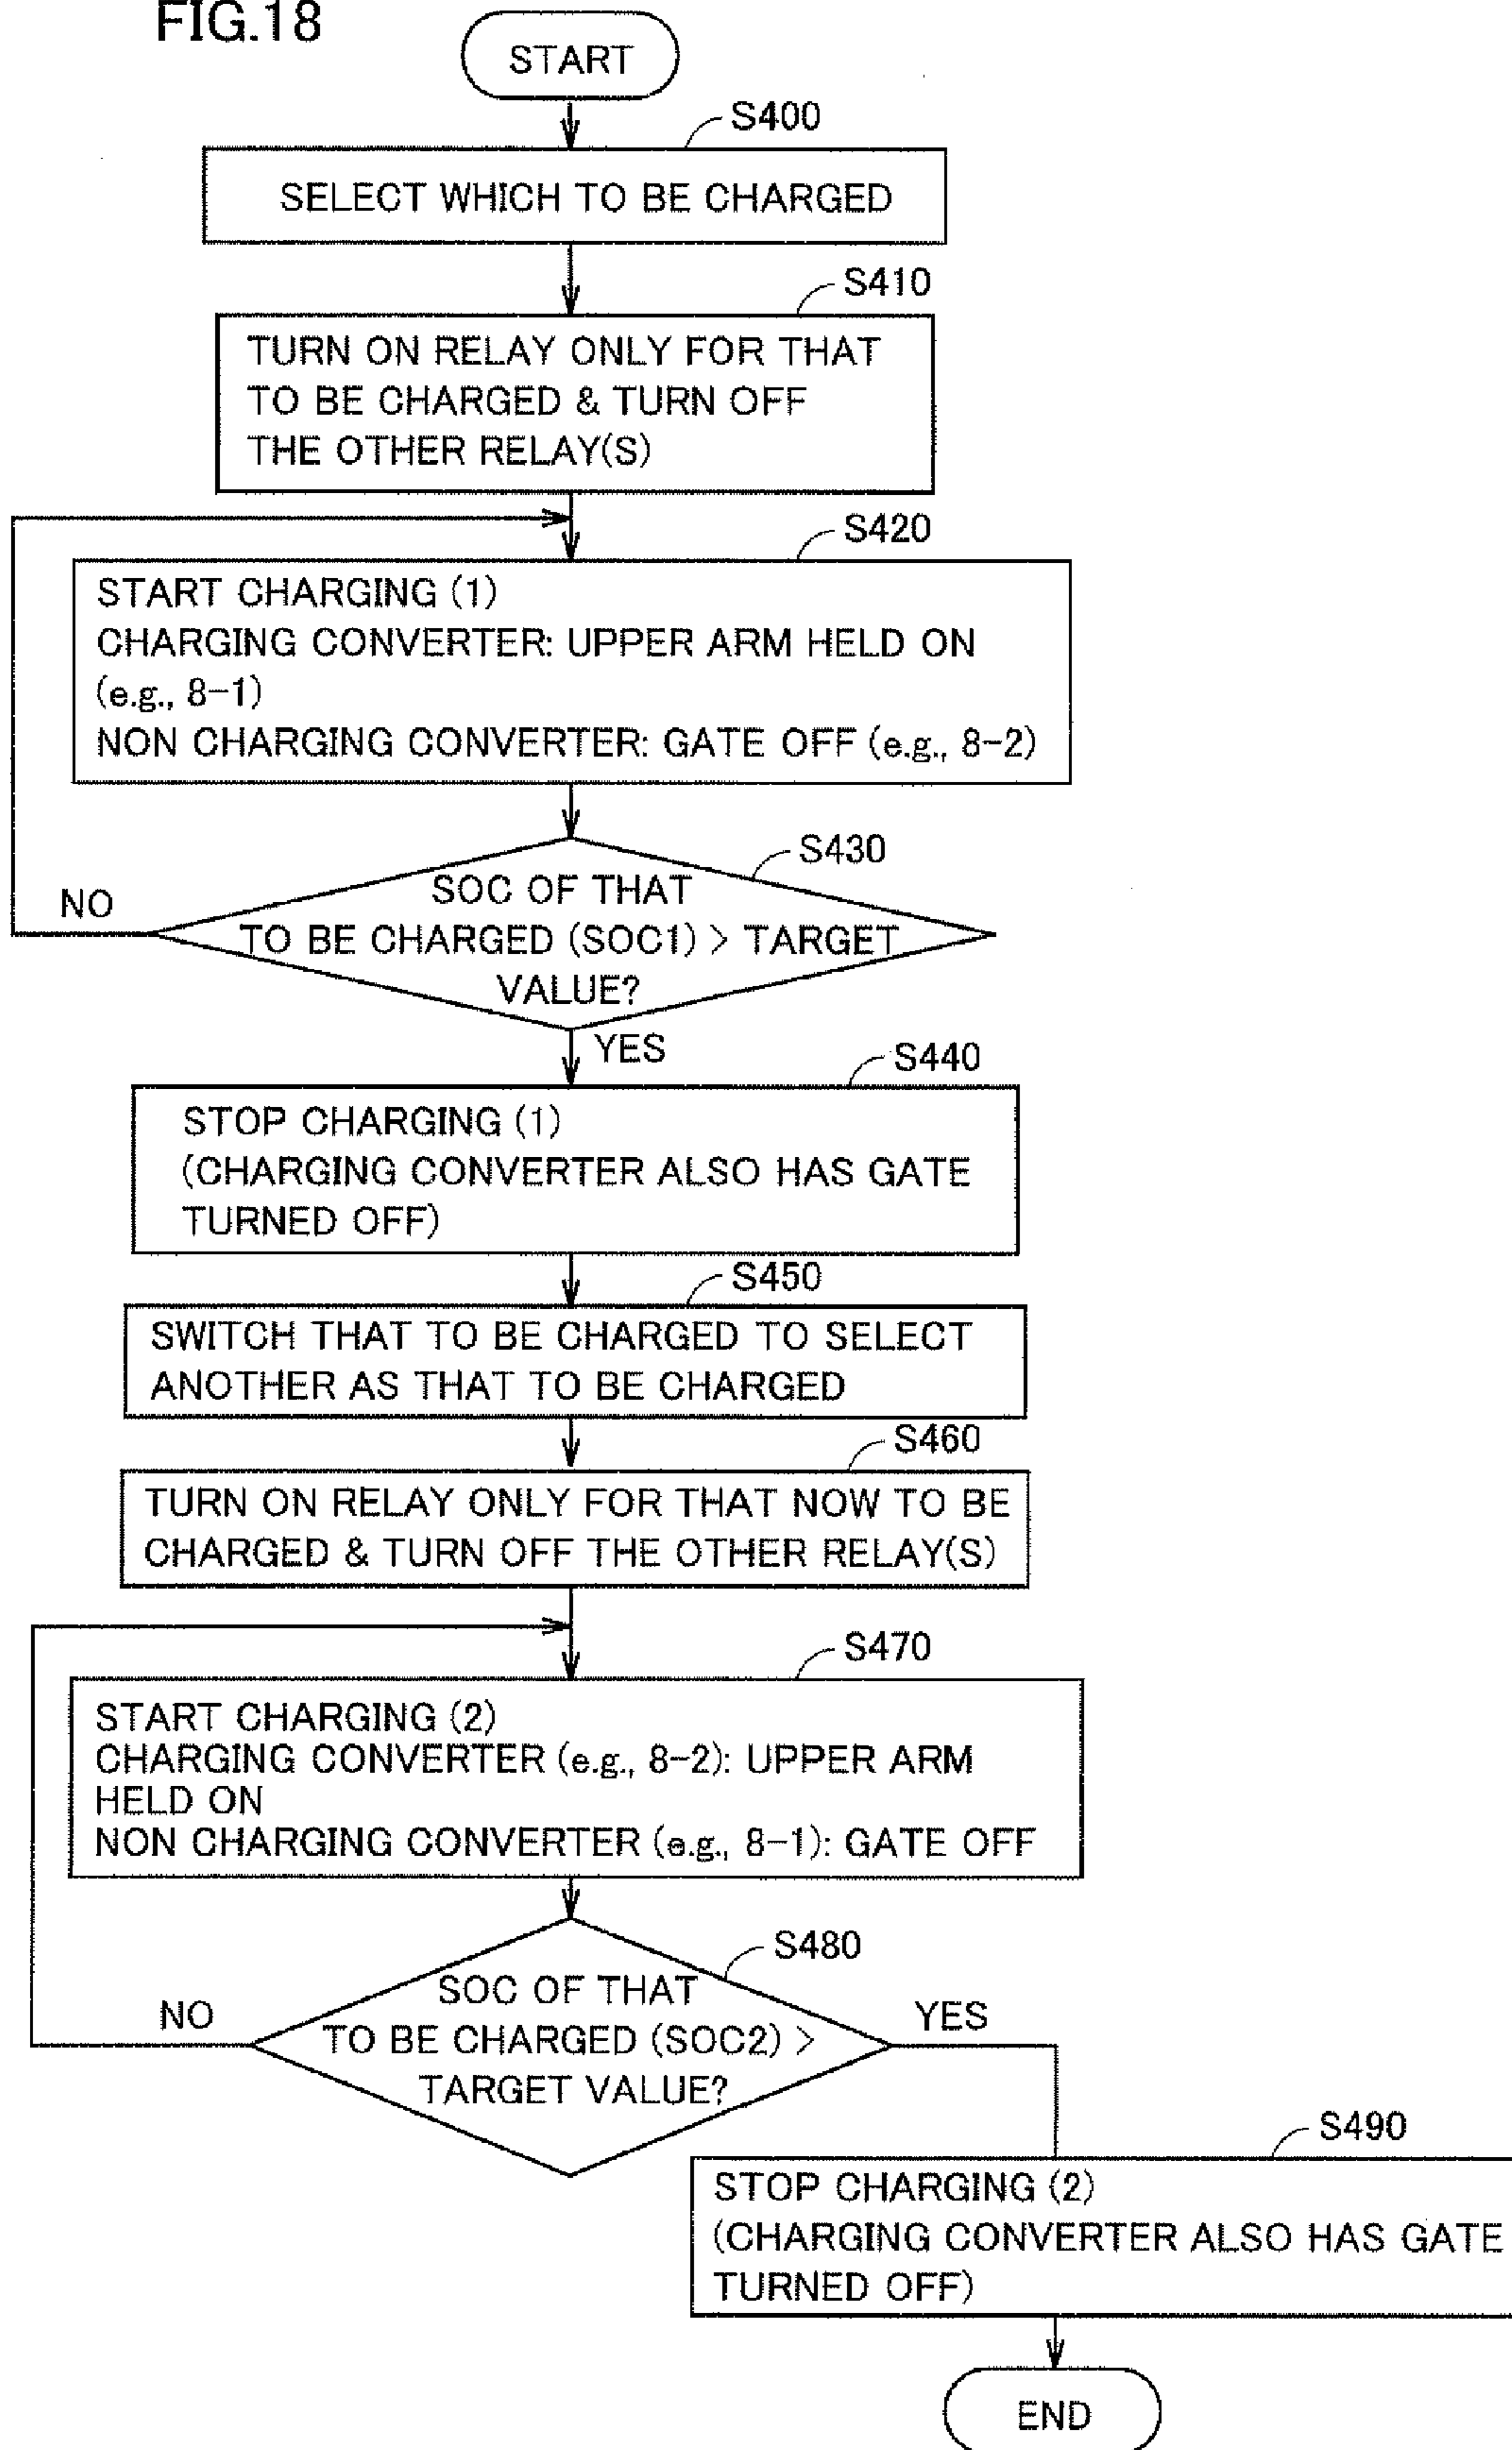 FIG.18
START
S400
SELECT WHICH TO BE CHARGED
S410
TURN ON RELAY ONLY FOR THAT
TO BE CHARGED & TURN OFF
THE OTHER RELAY(S)
S420
START CHARGING (1)
CHARGING CONVERTER: UPPER ARM HELD ON
(e.g., 8-1)
NON CHARGING CONVERTER: GATE OFF (e.g., 8-2)
S430
SOC OF THAT
TO BE CHARGED (SOC1) > TARGET
VALUE?
NO
YES
S440
STOP CHARGING (1)
(CHARGING CONVERTER ALSO HAS GATE
TURNED OFF)
S450
SWITCH THAT TO BE CHARGED TO SELECT
ANOTHER AS THAT TO BE CHARGED
S460
TURN ON RELAY ONLY FOR THAT NOW TO BE
CHARGED & TURN OFF THE OTHER RELAY(S)
S470
START CHARGING (2)
CHARGING CONVERTER (e.g., 8-2): UPPER ARM
HELD ON
NON CHARGING CONVERTER (e.g., 8-1): GATE OFF
S480
SOC OF THAT
TO BE CHARGED (SOC2) >
TARGET VALUE?
NO
YES
S490
STOP CHARGING (2)
(CHARGING CONVERTER ALSO HAS GATE
TURNED OFF)
END